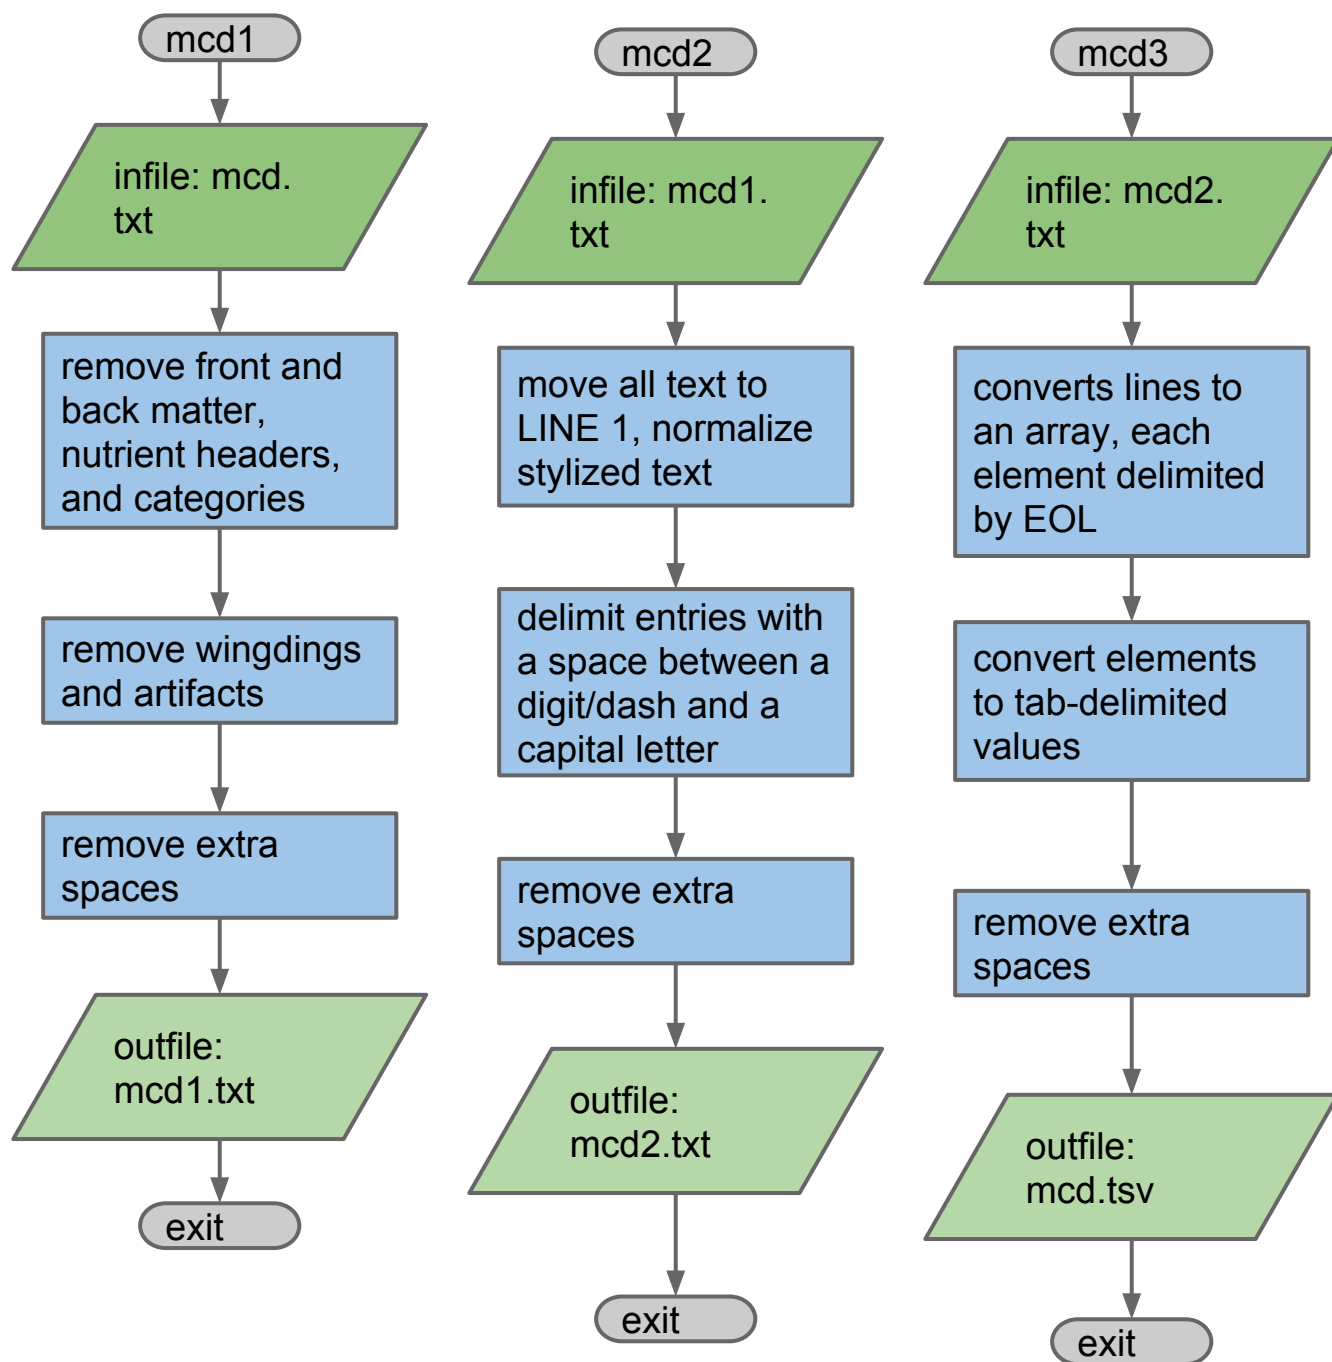 mcd1
infile: mcd.
txt
remove front and
back matter,
nutrient headers,
and categories
remove wingdings
and artifacts
remove extra
spaces
outfile:
mcd1.txt
exit
mcd2
infile: mcd1.
txt
move all text to
LINE 1, normalize
stylized text
delimit entries with
a space between a
digit/dash and a
capital letter
remove extra
spaces
outfile:
mcd2.txt
exit
mcd3
infile: mcd2.
txt
converts lines to
an array, each
element delimited
by EOL
convert elements
to tab-delimited
values
remove extra
spaces
outfile:
mcd.tsv
exit